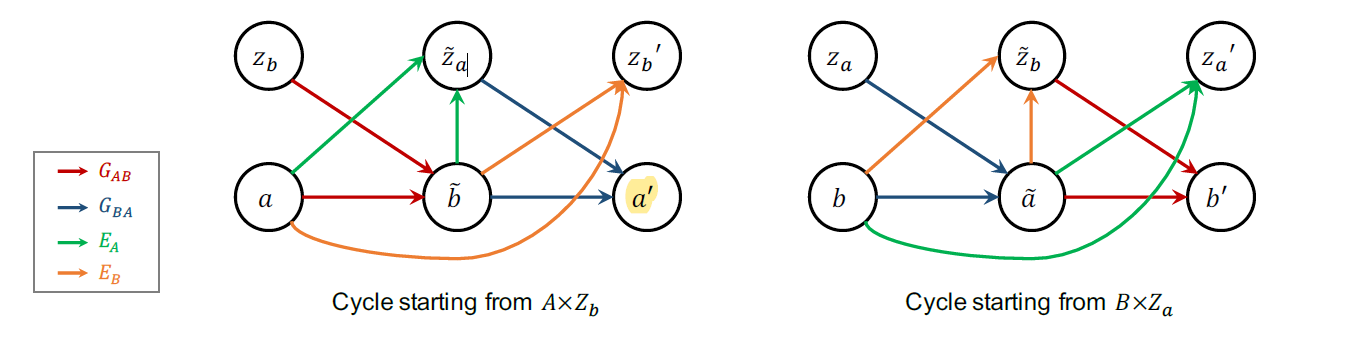 z_b z̃_a z_b′
a b̃ a′
z_a z̃_b z_a′
b ã b′
G_AB
G_BA
E_A
E_B
Cycle starting from A×Z_b
Cycle starting from B×Z_a